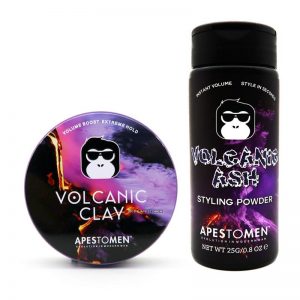 VOLUME BOOST EXTREME HOLD
VOLCANIC
CLAY
APESTOMEN
INSTANT VOLUME
STYLE IN SECONDS
VOLCANIC
ASH
STYLING POWDER
APESTOMEN
NET WT 25G/0.8 OZ